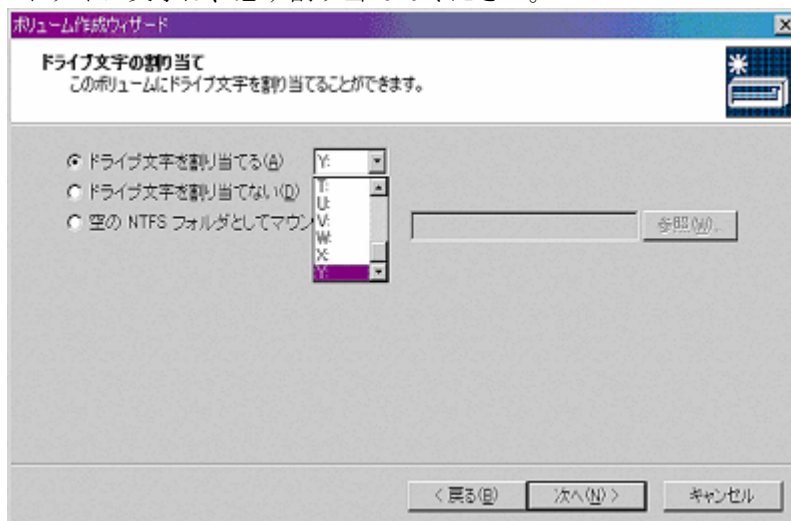 ボリューム作成ウィザード
ドライブ文字の割り当て
このボリュームにドライブ文字を割り当てることができます。
ドライブ文字を割り当てる(A) Y:
ドライブ文字を割り当てない(D)
空の NTFS フォルダとしてマウン
参照(W)...
T:
U:
V:
W:
X:
Y:
< 戻る(B) 次へ(N) > キャンセル